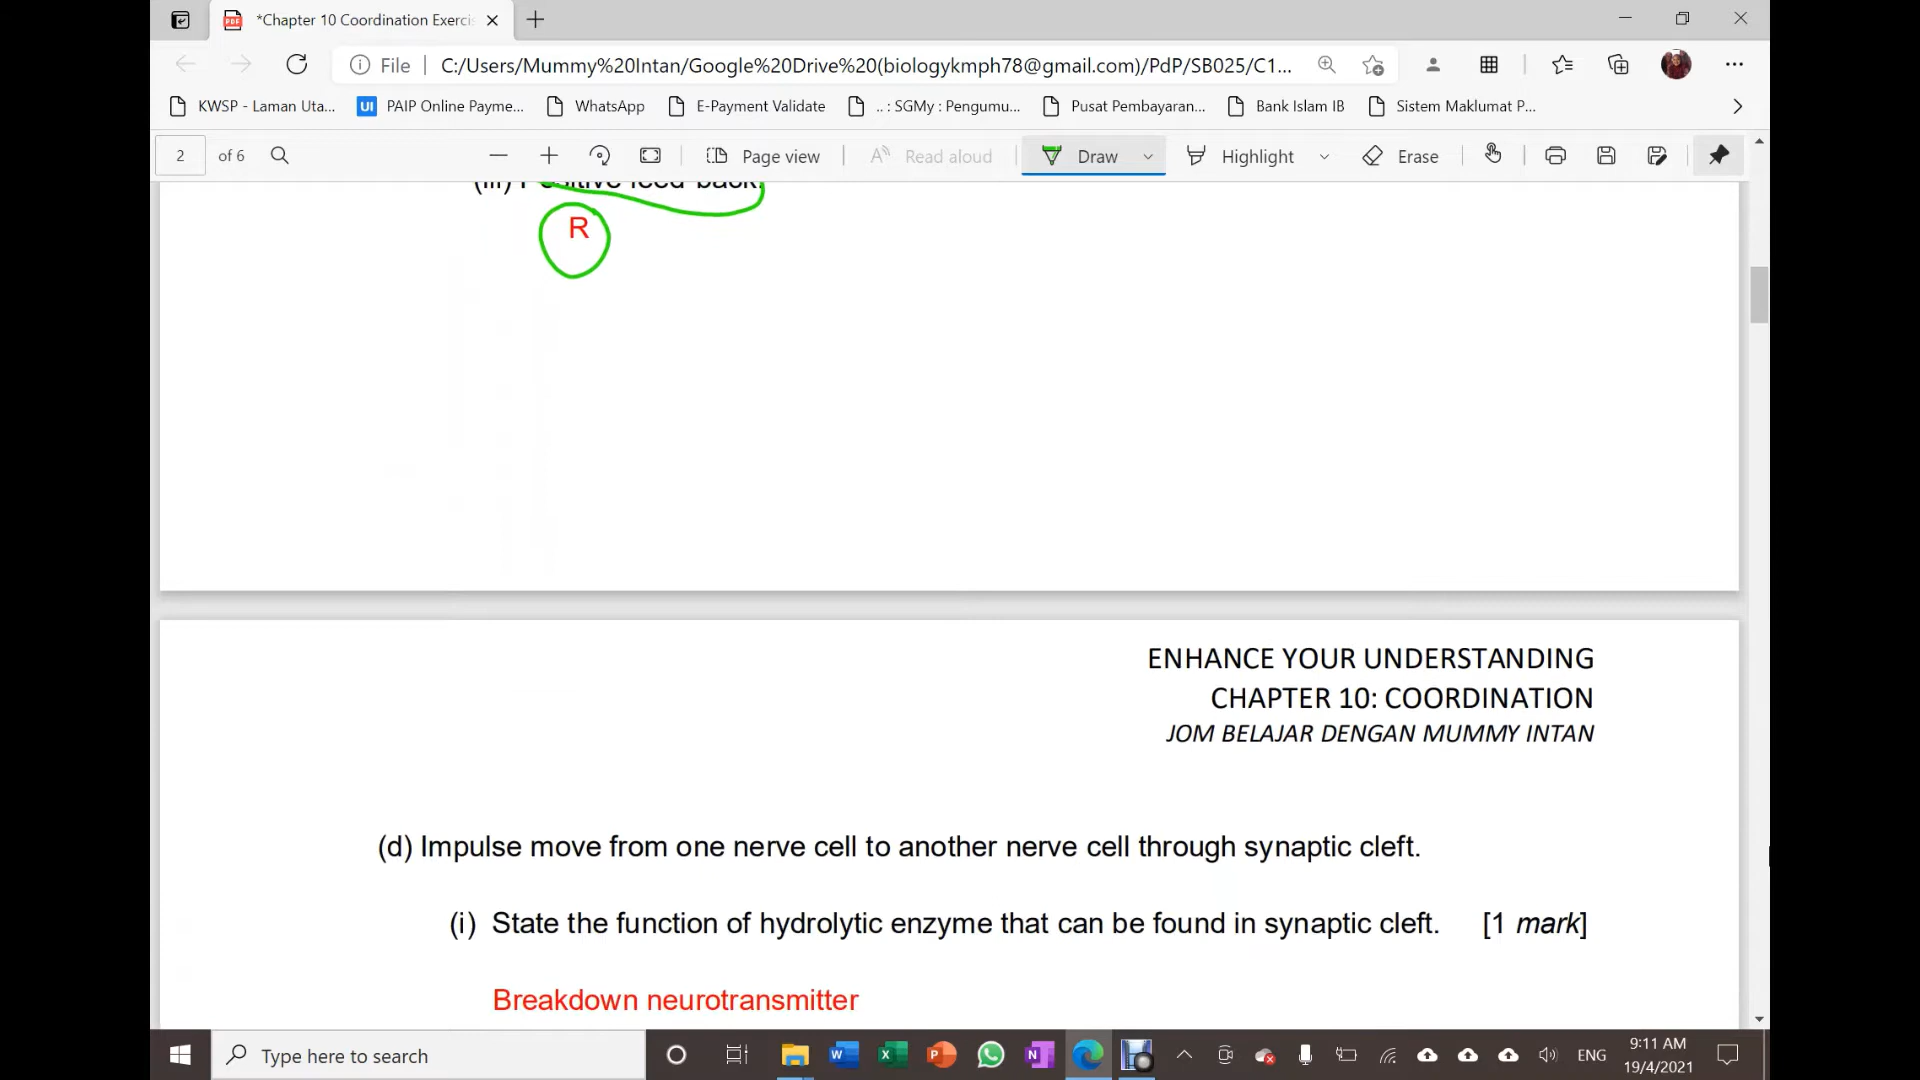 *Chapter 10 Coordination Exerci
File
C:/Users/Mummy%20Intan/Google%20Drive%20(biologykmph78@gmail.com)/PdP/SB025/C1...
KWSP - Laman Uta... UI PAIP Online Payme... WhatsApp E-Payment Validate .. : SGMy : Pengumu... Pusat Pembayaran... Bank Islam IB Sistem Maklumat P...
2 of 6 Page view Read aloud Draw Highlight Erase
(iii) Positive feed back.
R
ENHANCE YOUR UNDERSTANDING
CHAPTER 10: COORDINATION
JOM BELAJAR DENGAN MUMMY INTAN
(d) Impulse move from one nerve cell to another nerve cell through synaptic cleft.
(i) State the function of hydrolytic enzyme that can be found in synaptic cleft. [1 mark]
Breakdown neurotransmitter
Type here to search
ENG
9:11 AM
19/4/2021